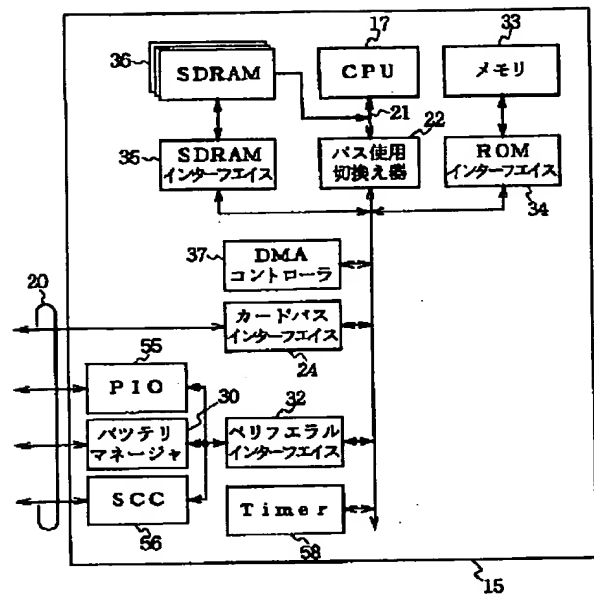 36
SDRAM
17
CPU
33
メモリ
21
22
35
SDRAM
インターフエイス
バス使用
切換え器
ROM
インターフエイス
34
37
DMA
コントローラ
20
カードバス
インターフエイス
24
55
PIO
30
バツテリ
マネージャ
32
ペリフエラル
インターフエイス
SCC
56
Timer
58
15